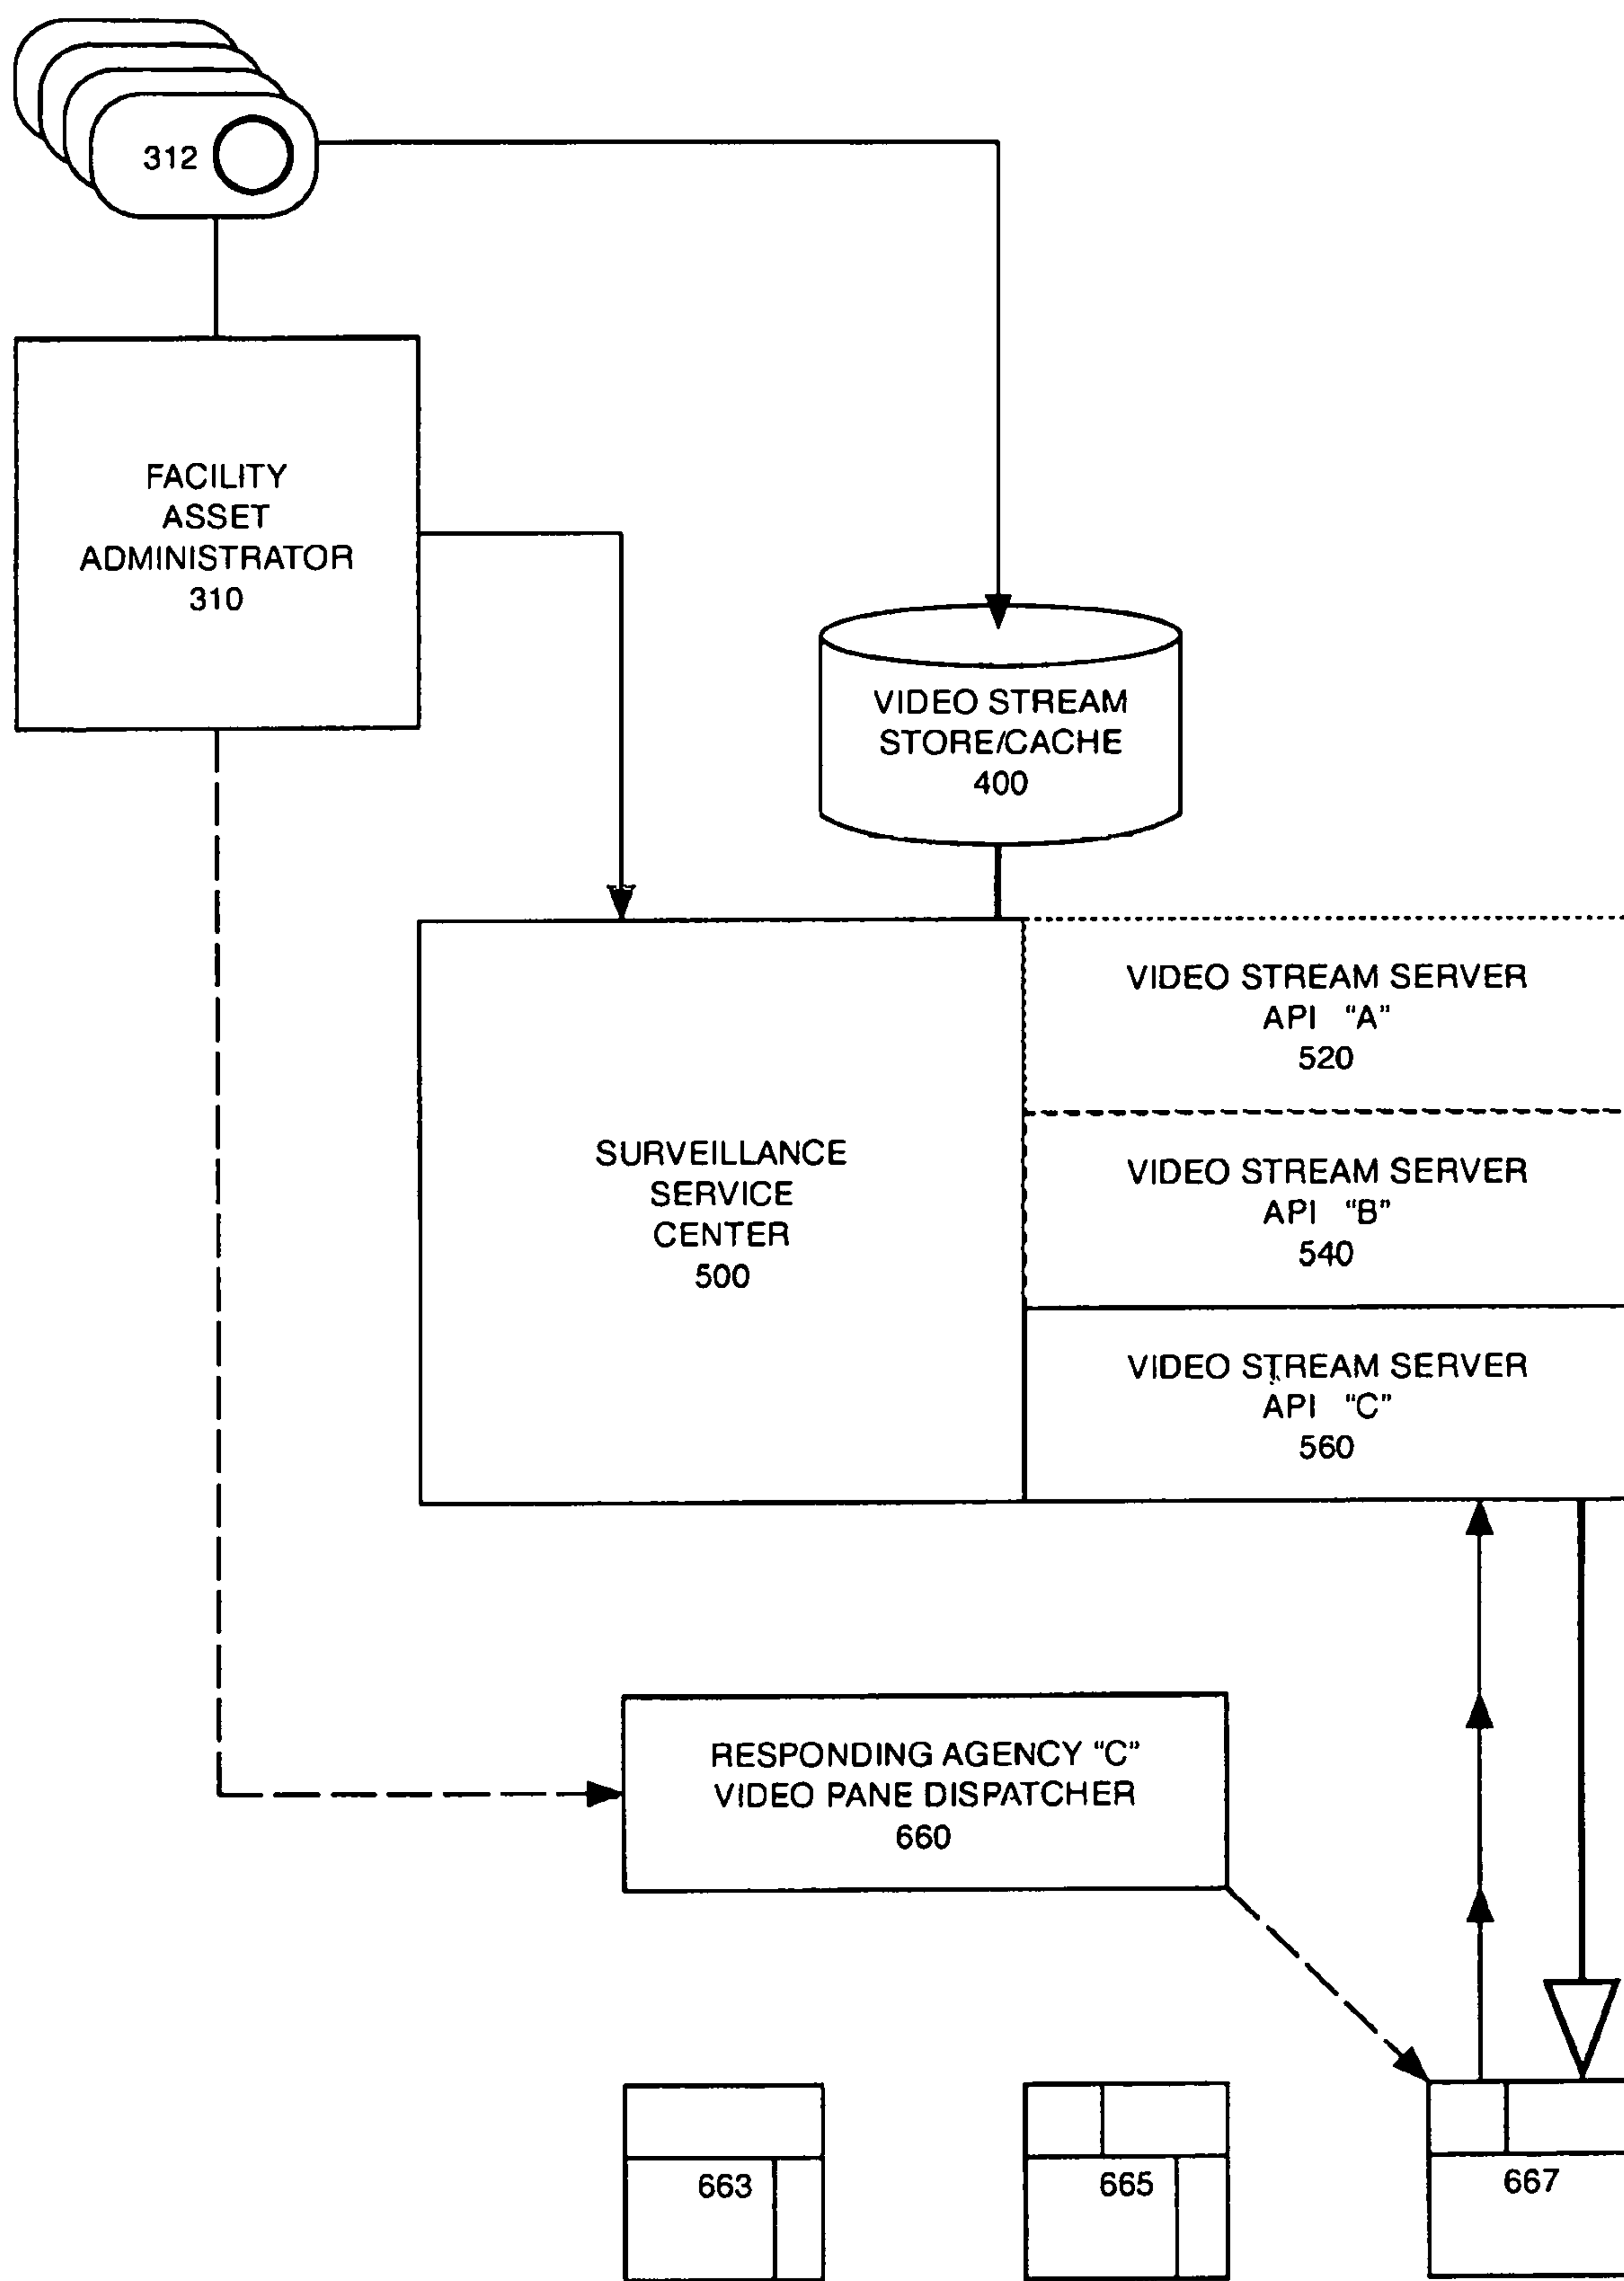 312
FACILITY
ASSET
ADMINISTRATOR
310
VIDEO STREAM
STORE/CACHE
400
VIDEO STREAM SERVER
API "A"
520
SURVEILLANCE
SERVICE
CENTER
500
VIDEO STREAM SERVER
API "B"
540
VIDEO STREAM SERVER
API "C"
560
RESPONDING AGENCY "C"
VIDEO PANE DISPATCHER
660
663
665
667